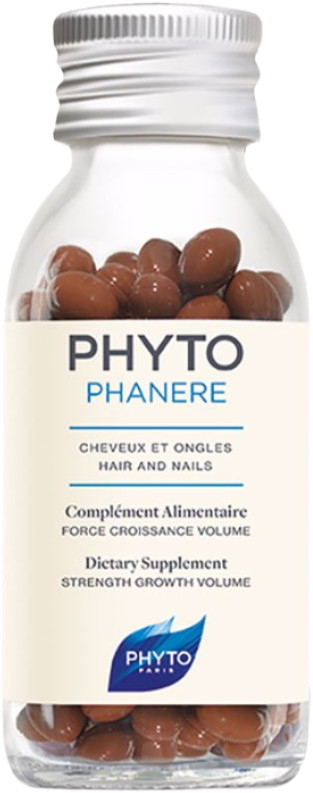 PHYTO
PHANERE
CHEVEUX ET ONGLES
HAIR AND NAILS
Complément Alimentaire
FORCE CROISSANCE VOLUME
Dietary Supplement
STRENGTH GROWTH VOLUME
PHYTO
PARIS